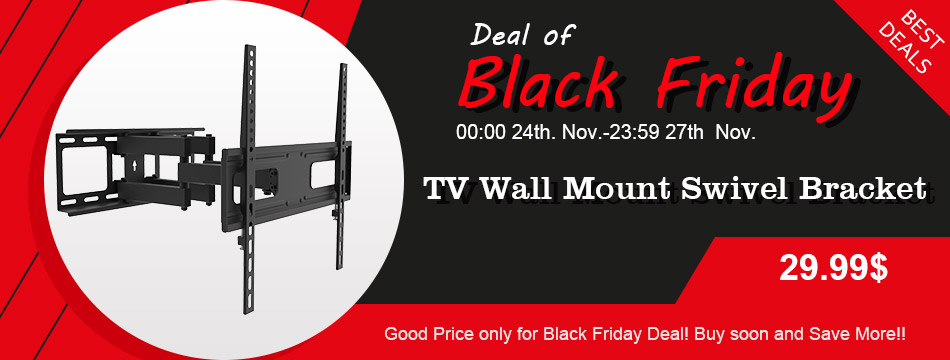 BEST
DEALS
Deal of
Black Friday
00:00 24th. Nov.-23:59 27th Nov.
TV Wall Mount Swivel Bracket
29.99$
Good Price only for Black Friday Deal! Buy soon and Save More!!